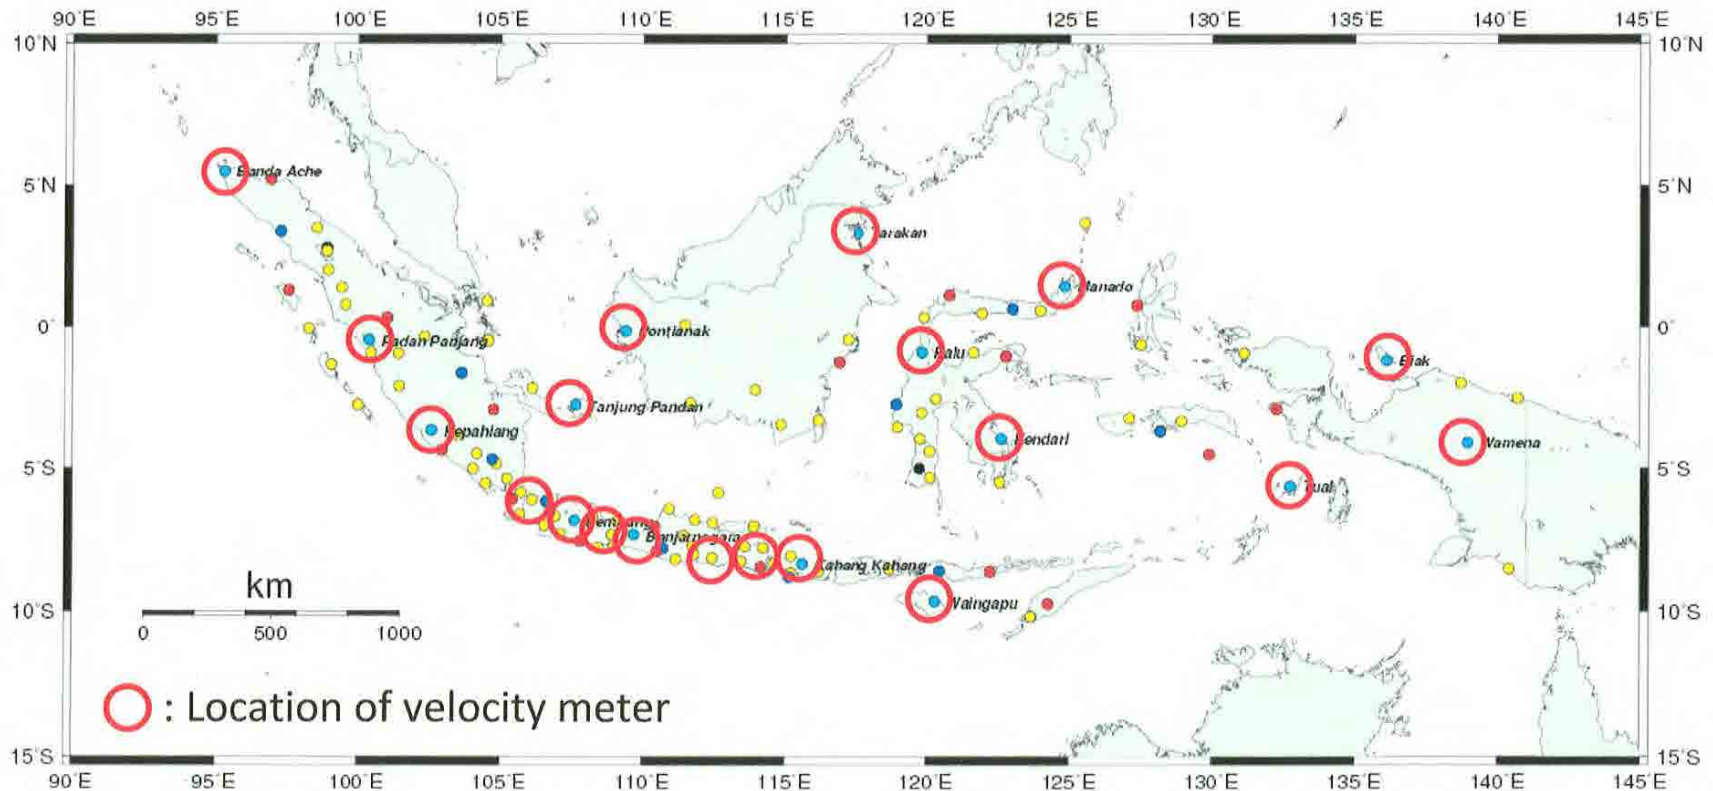 90˚E 95˚E 100˚E 105˚E 110˚E 115˚E 120˚E 125˚E 130˚E 135˚E 140˚E 145˚E
10˚N 10˚N
Banda Ache
5˚N 5˚N
Tarakan
Manado
0˚ Pontianak 0˚
Padan Panjang Palu Biak
Tanjung Pandan
Kepahiang Kendari Wamena
5˚S 5˚S
Tual
Lembang
Banjarnegara
Kahang Kahang
km
Waingapu
10˚S 10˚S
0 500 1000
: Location of velocity meter
15˚S 15˚S
90˚E 95˚E 100˚E 105˚E 110˚E 115˚E 120˚E 125˚E 130˚E 135˚E 140˚E 145˚E